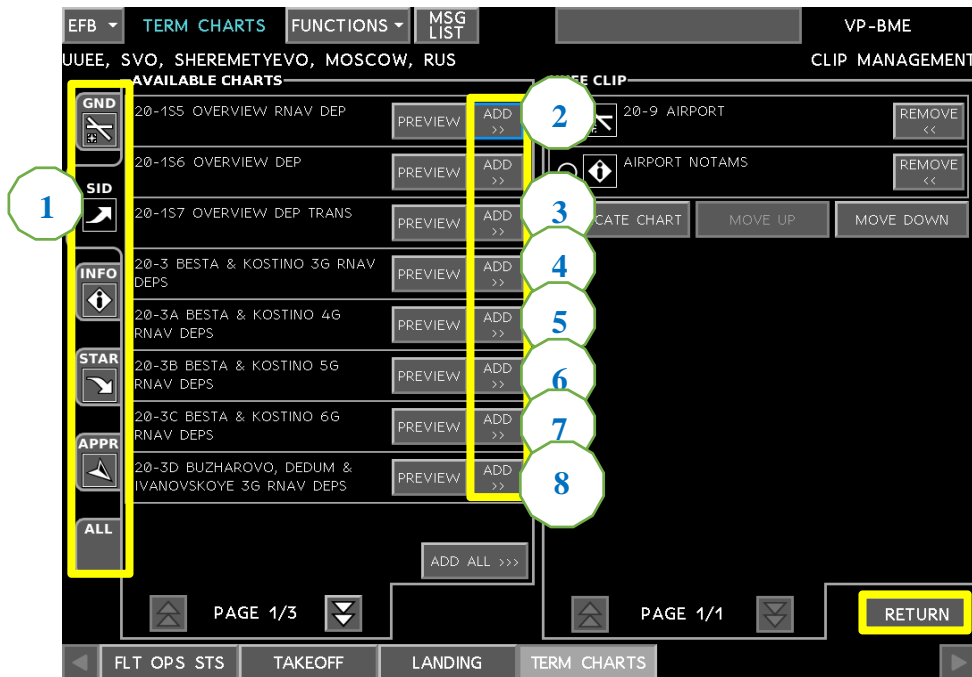 EFB
TERM CHARTS
FUNCTIONS
MSG LIST
VP-BME
UUEE, SVO, SHEREMETYEVO, MOSCOW, RUS
CLIP MANAGEMENT
AVAILABLE CHARTS
CLIP
GND
SID
INFO
STAR
APPR
ALL
1
20-1S5 OVERVIEW RNAV DEP
PREVIEW
ADD
>>
2
20-1S6 OVERVIEW DEP
PREVIEW
ADD
>>
20-1S7 OVERVIEW DEP TRANS
PREVIEW
ADD
>>
3
20-3 BESTA & KOSTINO 3G RNAV
DEPS
PREVIEW
ADD
>>
4
20-3A BESTA & KOSTINO 4G
RNAV DEPS
PREVIEW
ADD
>>
5
20-3B BESTA & KOSTINO 5G
RNAV DEPS
PREVIEW
ADD
>>
6
20-3C BESTA & KOSTINO 6G
RNAV DEPS
PREVIEW
ADD
>>
7
20-3D BUZHAROVO, DEDUM &
IVANOVSKOYE 3G RNAV DEPS
PREVIEW
ADD
>>
8
ADD ALL >>>
PAGE 1/3
20-9 AIRPORT
REMOVE
<<
AIRPORT NOTAMS
REMOVE
<<
CHART
MOVE UP
MOVE DOWN
PAGE 1/1
RETURN
FLT OPS STS
TAKEOFF
LANDING
TERM CHARTS